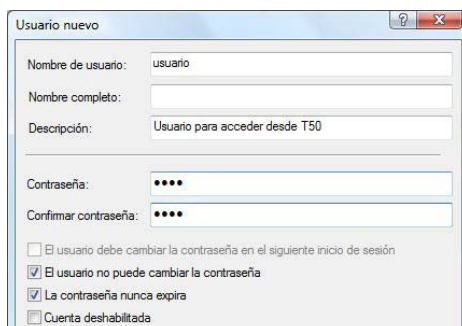 Usuario nuevo
Nombre de usuario: usuario
Nombre completo:
Descripción: Usuario para acceder desde T50
Contraseña: ••••
Confirmar contraseña: ••••
El usuario debe cambiar la contraseña en el siguiente inicio de sesión
El usuario no puede cambiar la contraseña
La contraseña nunca expira
Cuenta deshabilitada